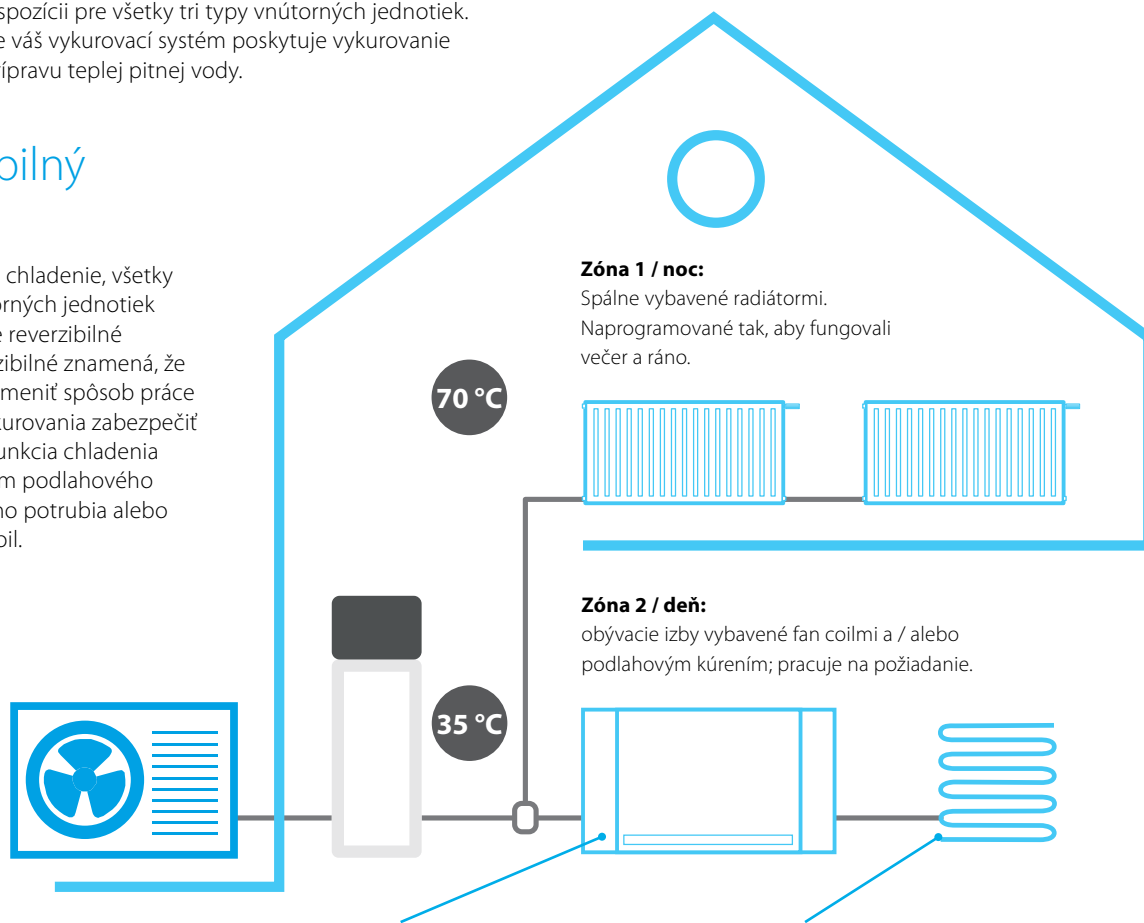 spozícii pre všetky tri typy vnútorných jednotiek.
e váš vykurovací systém poskytuje vykurovanie
rípravu teplej pitnej vody.
bilný
chladenie, všetky
orných jednotiek
e reverzibilné
zibilné znamená, že
meniť spôsob práce
kurovania zabezpečiť
unkcia chladenia
m podlahového
ho potrubia alebo
oil.
Zóna 1 / noc:
Spálne vybavené radiátormi.
Naprogramované tak, aby fungovali
večer a ráno.
70 °C
Zóna 2 / deň:
obývacie izby vybavené fan coilmi a / alebo
podlahovým kúrením; pracuje na požiadanie.
35 °C